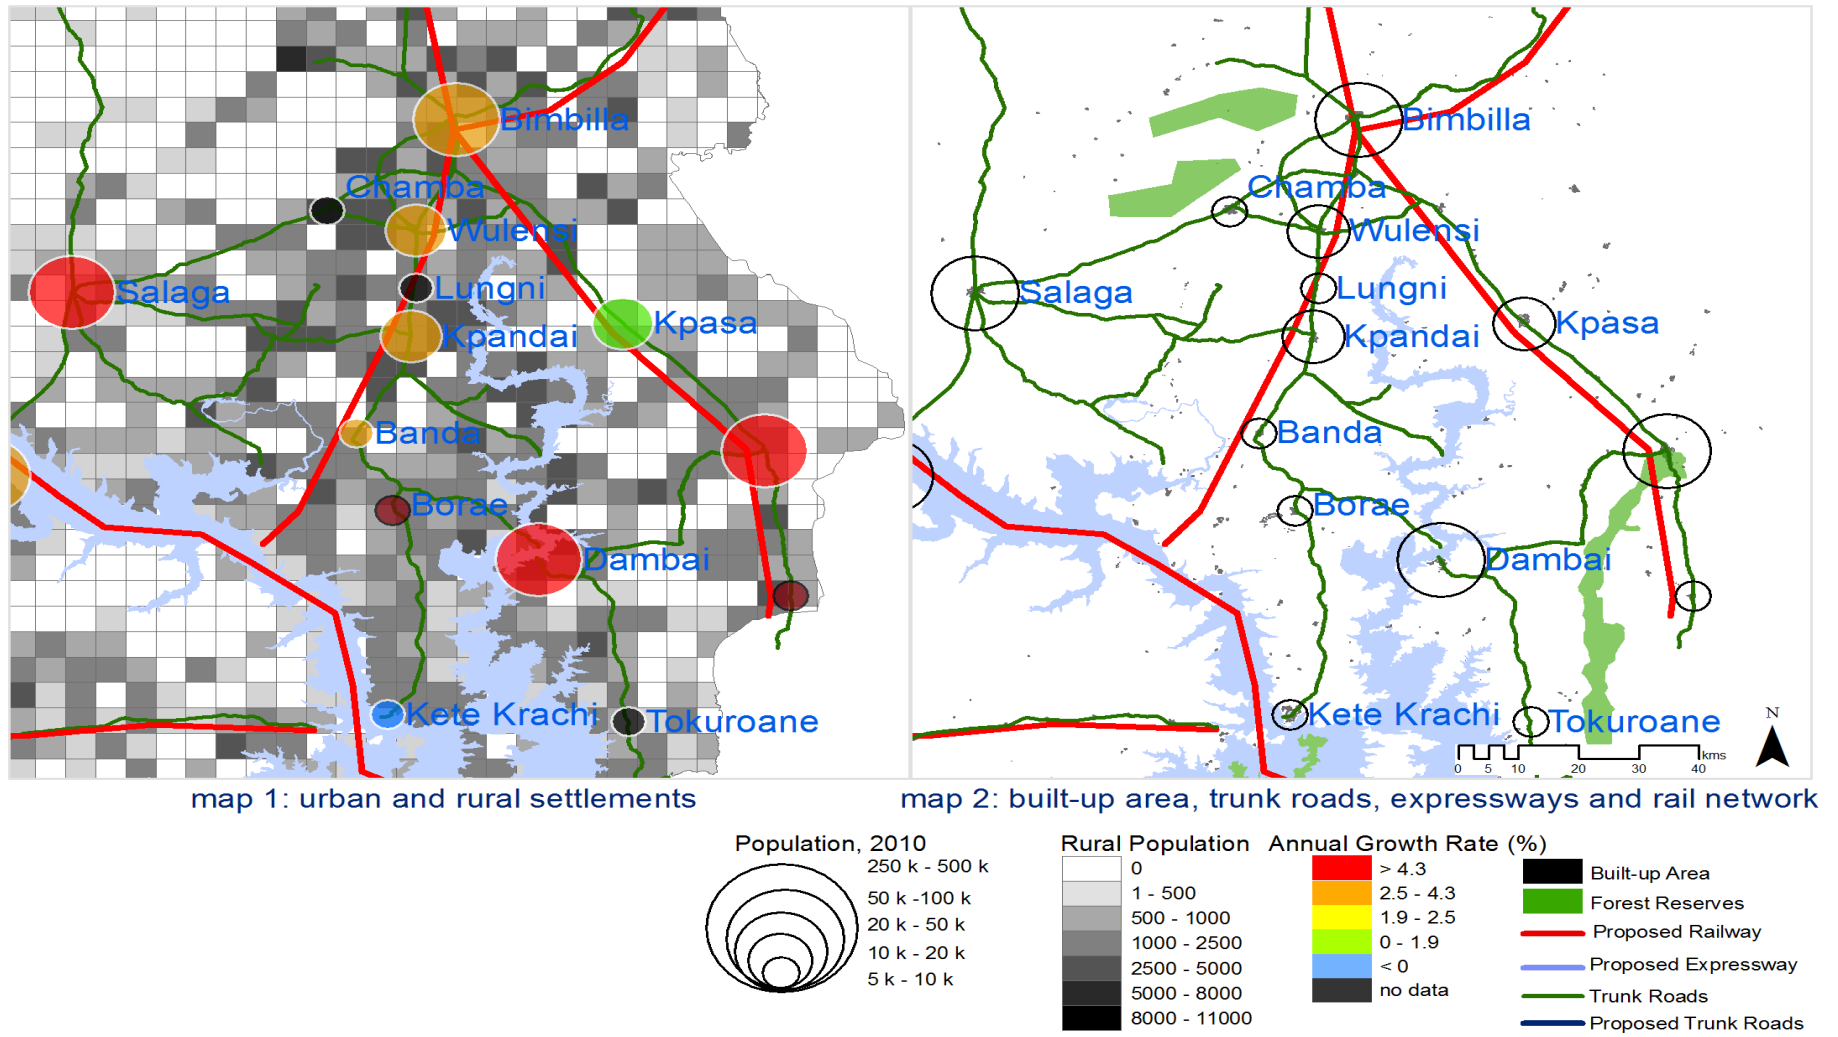 Bimbilla
Chamba
Wulensi
Salaga
Lungni
Kpasa
Kpandai
Banda
Borae
Dambai
Kete Krachi
Tokuroane
Bimbilla
Chamba
Wulensi
Salaga
Lungni
Kpasa
Kpandai
Banda
Borae
Dambai
Kete Krachi
Tokuroane
N
kms
0 5 10 20 30 40
map 1: urban and rural settlements
map 2: built-up area, trunk roads, expressways and rail network
Population, 2010
250 k - 500 k
50 k -100 k
20 k - 50 k
10 k - 20 k
5 k - 10 k
Rural Population
0
1 - 500
500 - 1000
1000 - 2500
2500 - 5000
5000 - 8000
8000 - 11000
Annual Growth Rate (%)
> 4.3
2.5 - 4.3
1.9 - 2.5
0 - 1.9
< 0
no data
Built-up Area
Forest Reserves
Proposed Railway
Proposed Expressway
Trunk Roads
Proposed Trunk Roads